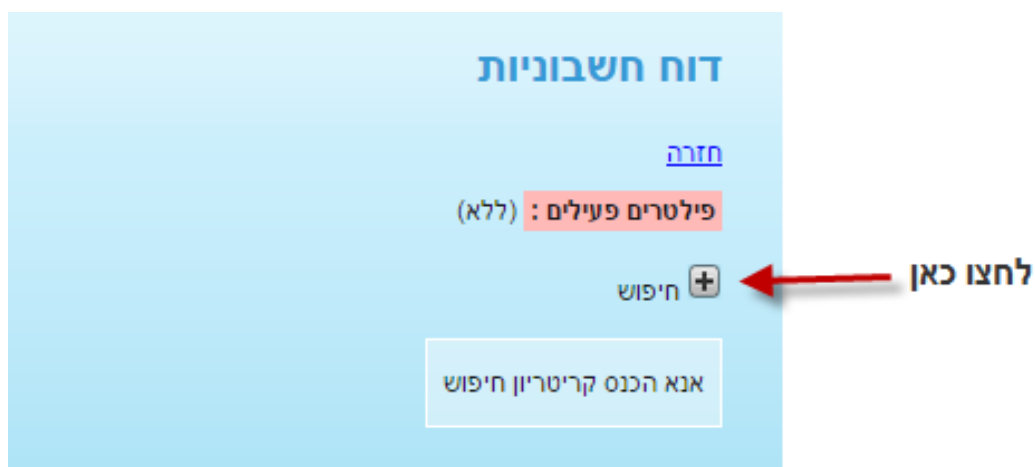 דוח חשבוניות
חזרה
פילטרים פעילים : (ללא)
לחצו כאן
חיפוש
אנא הכנס קריטריון חיפוש